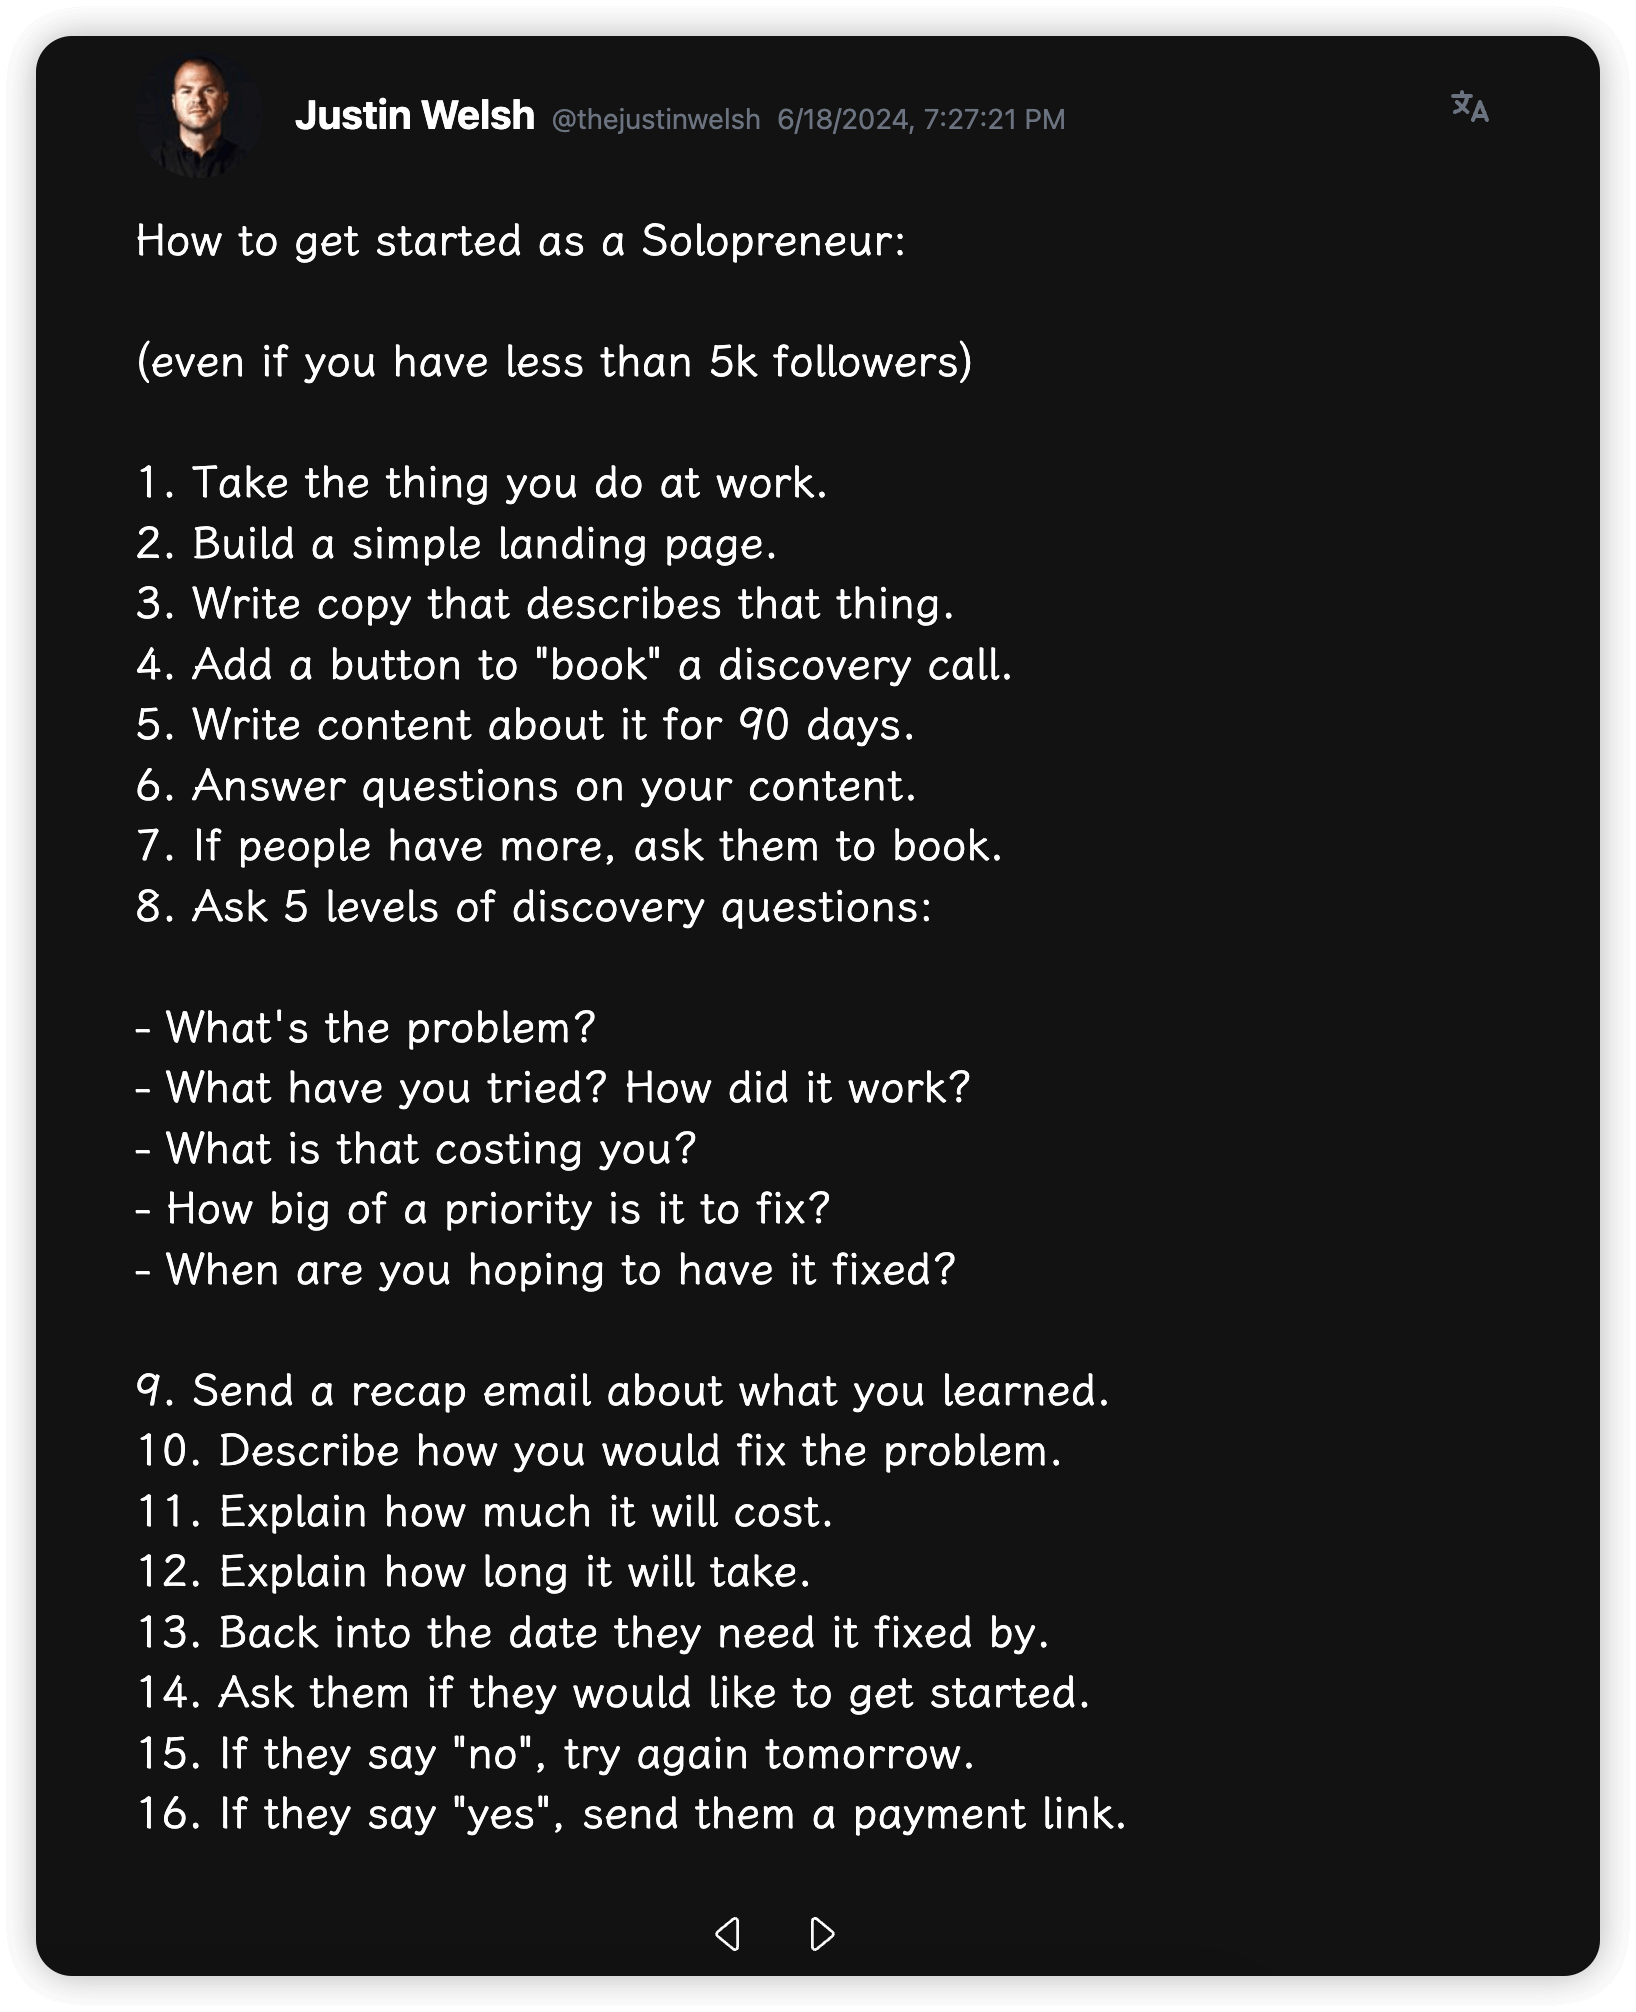 Justin Welsh @thejustinwelsh 6/18/2024, 7:27:21 PM
How to get started as a Solopreneur:
(even if you have less than 5k followers)
1. Take the thing you do at work.
2. Build a simple landing page.
3. Write copy that describes that thing.
4. Add a button to "book" a discovery call.
5. Write content about it for 90 days.
6. Answer questions on your content.
7. If people have more, ask them to book.
8. Ask 5 levels of discovery questions:
- What's the problem?
- What have you tried? How did it work?
- What is that costing you?
- How big of a priority is it to fix?
- When are you hoping to have it fixed?
9. Send a recap email about what you learned.
10. Describe how you would fix the problem.
11. Explain how much it will cost.
12. Explain how long it will take.
13. Back into the date they need it fixed by.
14. Ask them if they would like to get started.
15. If they say "no", try again tomorrow.
16. If they say "yes", send them a payment link.